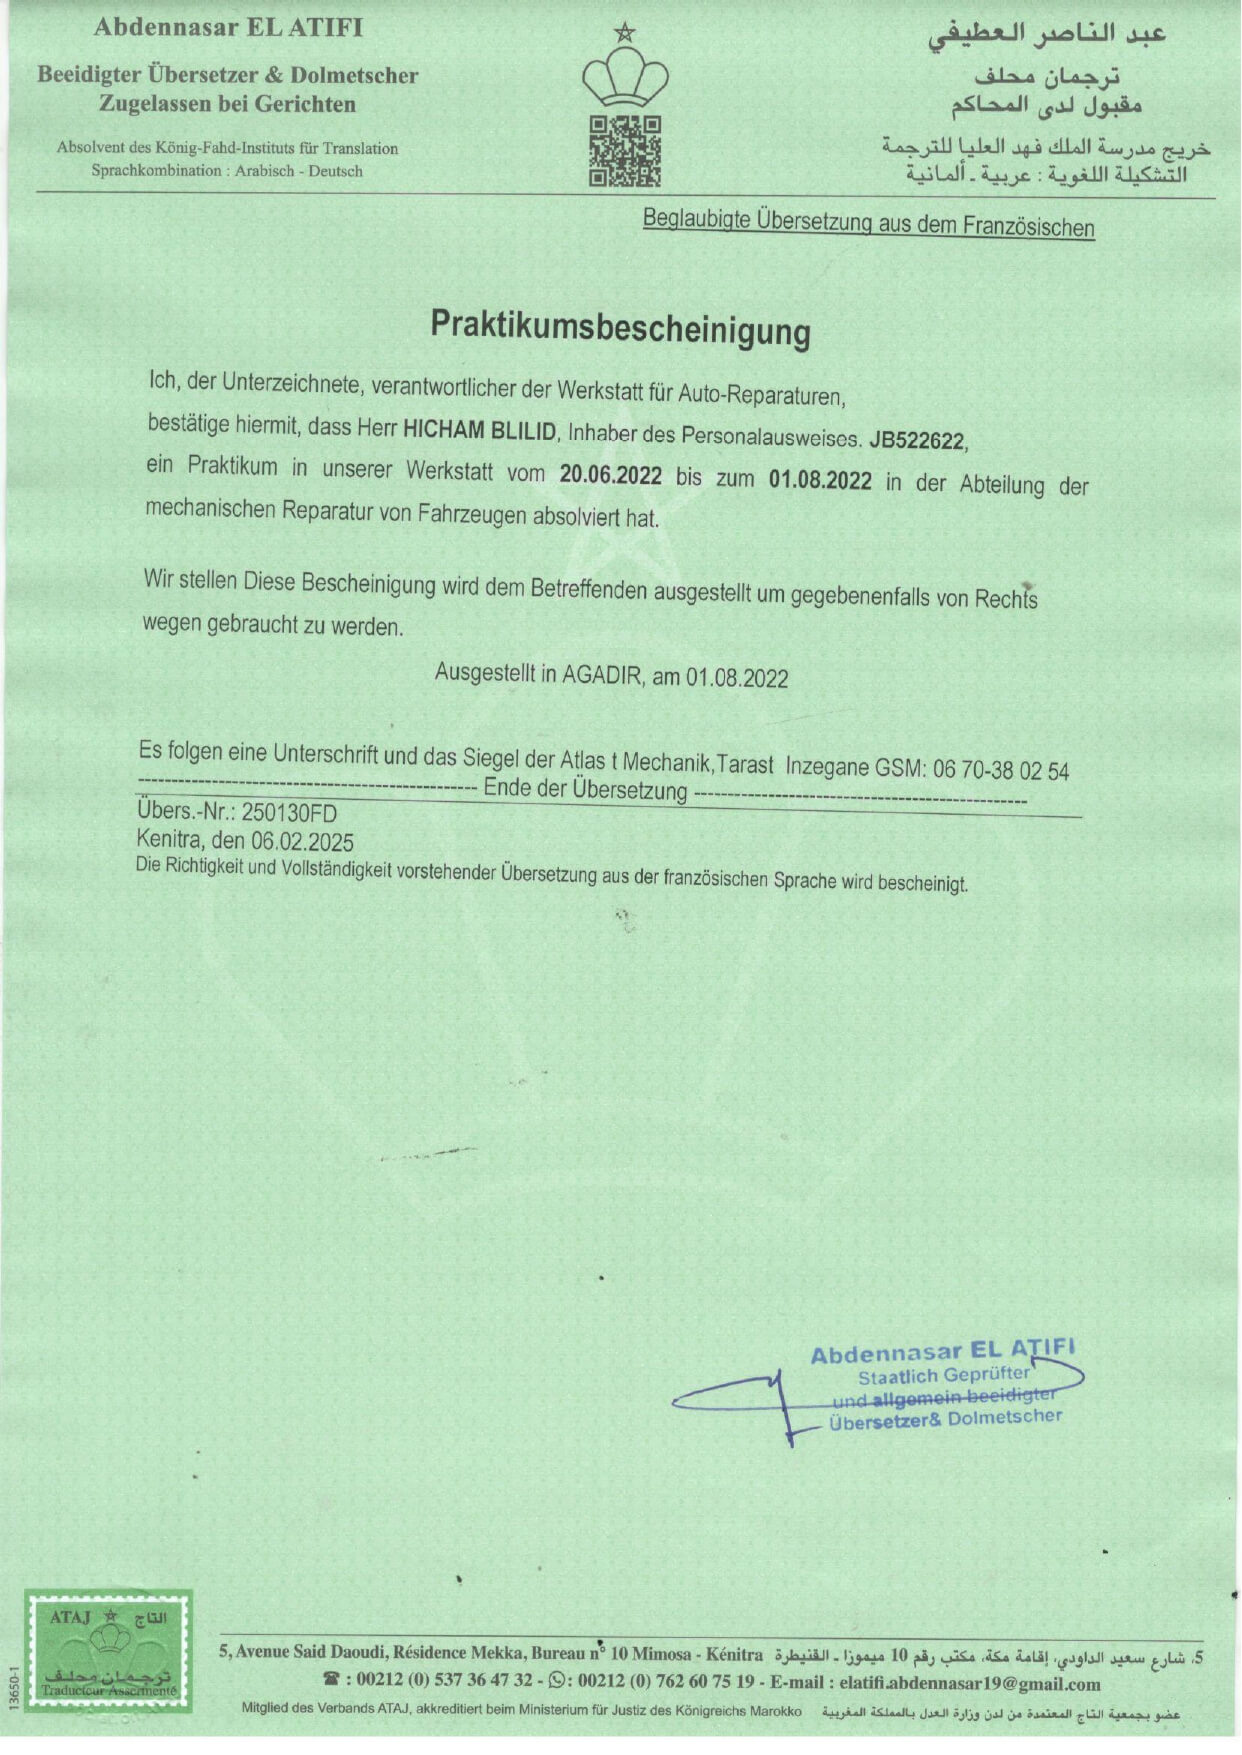 Abdennasar EL ATIFI
Beeidigter Übersetzer & Dolmetscher
Zugelassen bei Gerichten
Absolvent des König-Fahd-Instituts für Translation
Sprachkombination : Arabisch - Deutsch
عبد الناصر العطيفي
ترجمان محلف
مقبول لدى المحاكم
خريج مدرسة الملك فهد العليا للترجمة
التشكيلة اللغوية : عربية ـ ألمانية
Beglaubigte Übersetzung aus dem Französischen
Praktikumsbescheinigung
Ich, der Unterzeichnete, verantwortlicher der Werkstatt für Auto-Reparaturen,
bestätige hiermit, dass Herr HICHAM BLILID, Inhaber des Personalausweises. JB522622,
ein Praktikum in unserer Werkstatt vom 20.06.2022 bis zum 01.08.2022 in der Abteilung der
mechanischen Reparatur von Fahrzeugen absolviert hat.
Wir stellen Diese Bescheinigung wird dem Betreffenden ausgestellt um gegebenenfalls von Rechts
wegen gebraucht zu werden.
Ausgestellt in AGADIR, am 01.08.2022
Es folgen eine Unterschrift und das Siegel der Atlas t Mechanik,Tarast Inzegane GSM: 06 70-38 02 54
-------------------------------------------------- Ende der Übersetzung --------------------------------------------------
Übers.-Nr.: 250130FD
Kenitra, den 06.02.2025
Die Richtigkeit und Vollständigkeit vorstehender Übersetzung aus der französischen Sprache wird bescheinigt.
Abdennasar EL ATIFI
Staatlich Geprüfter
und allgemein beeidigter
Übersetzer& Dolmetscher
ATAJ التاج
ترجمان محلف
Traducteur Assermenté
13650-1
5, Avenue Said Daoudi, Résidence Mekka, Bureau n° 10 Mimosa - Kénitra 5، شارع سعيد الداودي، إقامة مكة، مكتب رقم 10 ميموزا ـ القنيطرة
☎ : 00212 (0) 537 36 47 32 - : 00212 (0) 762 60 75 19 - E-mail : elatifi.abdennasar19@gmail.com
Mitglied des Verbands ATAJ, akkreditiert beim Ministerium für Justiz des Königreichs Marokko عضو بجمعية التاج المعتمدة من لدن وزارة العدل بالمملكة المغربية